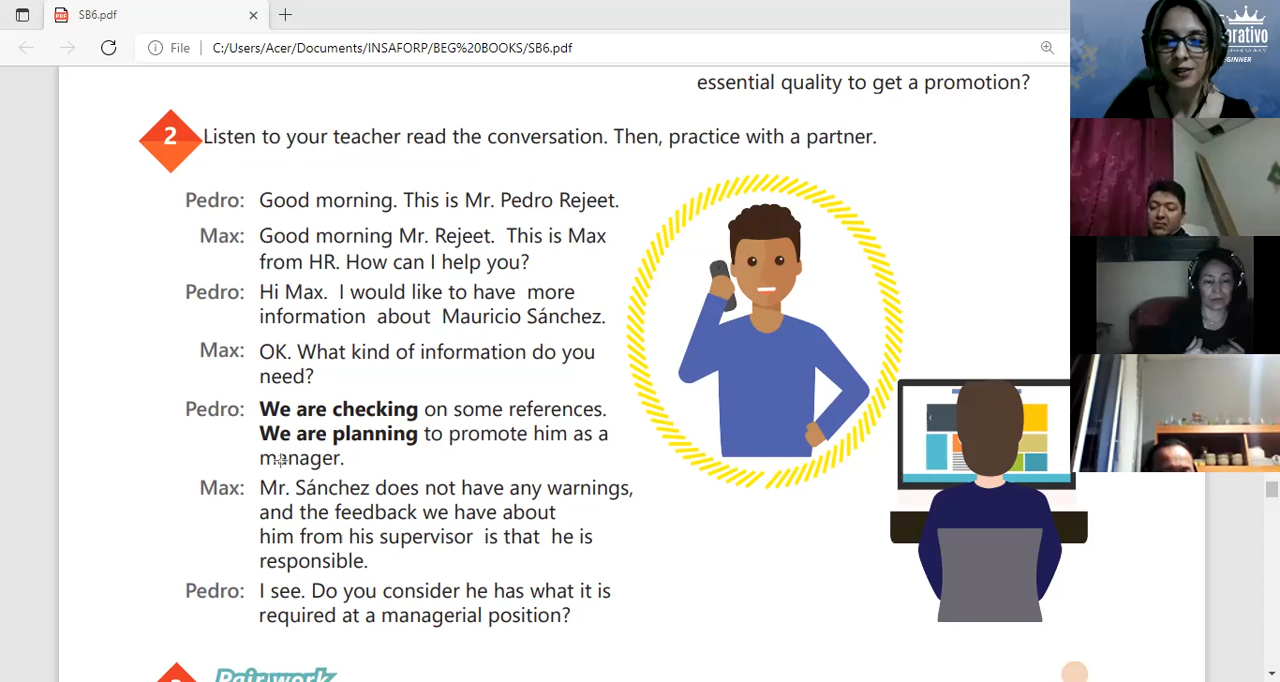 SB6.pdf
File
C:/Users/Acer/Documents/INSAFORP/BEG%20BOOKS/SB6.pdf
essential quality to get a promotion?
2
Listen to your teacher read the conversation. Then, practice with a partner.
Pedro: Good morning. This is Mr. Pedro Rejeet.
Max: Good morning Mr. Rejeet. This is Max
from HR. How can I help you?
Pedro: Hi Max. I would like to have more
information about Mauricio Sánchez.
Max: OK. What kind of information do you
need?
Pedro: We are checking on some references.
We are planning to promote him as a
manager.
Max: Mr. Sánchez does not have any warnings,
and the feedback we have about
him from his supervisor is that he is
responsible.
Pedro: I see. Do you consider he has what it is
required at a managerial position?
Pair work